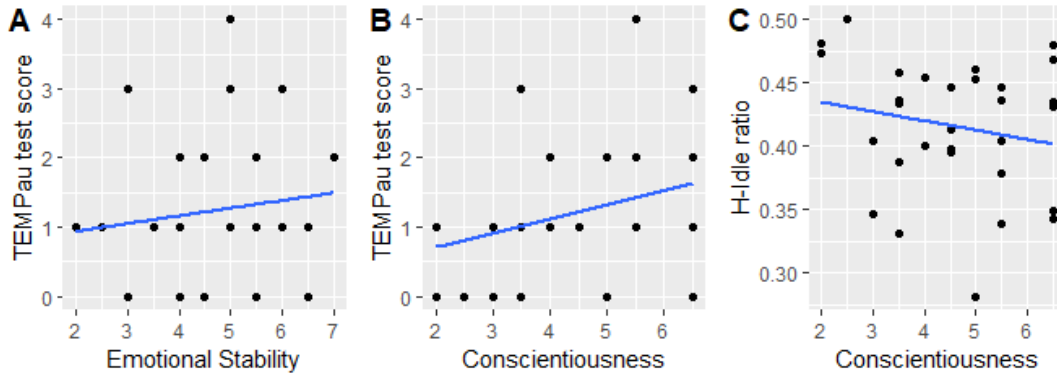 A
TEMPau test score
4
3
2
1
0
2 3 4 5 6 7
Emotional Stability
B
TEMPau test score
4
3
2
1
0
2 3 4 5 6
Conscientiousness
C
H-Idle ratio
0.50
0.45
0.40
0.35
0.30
2 3 4 5 6
Conscientiousness